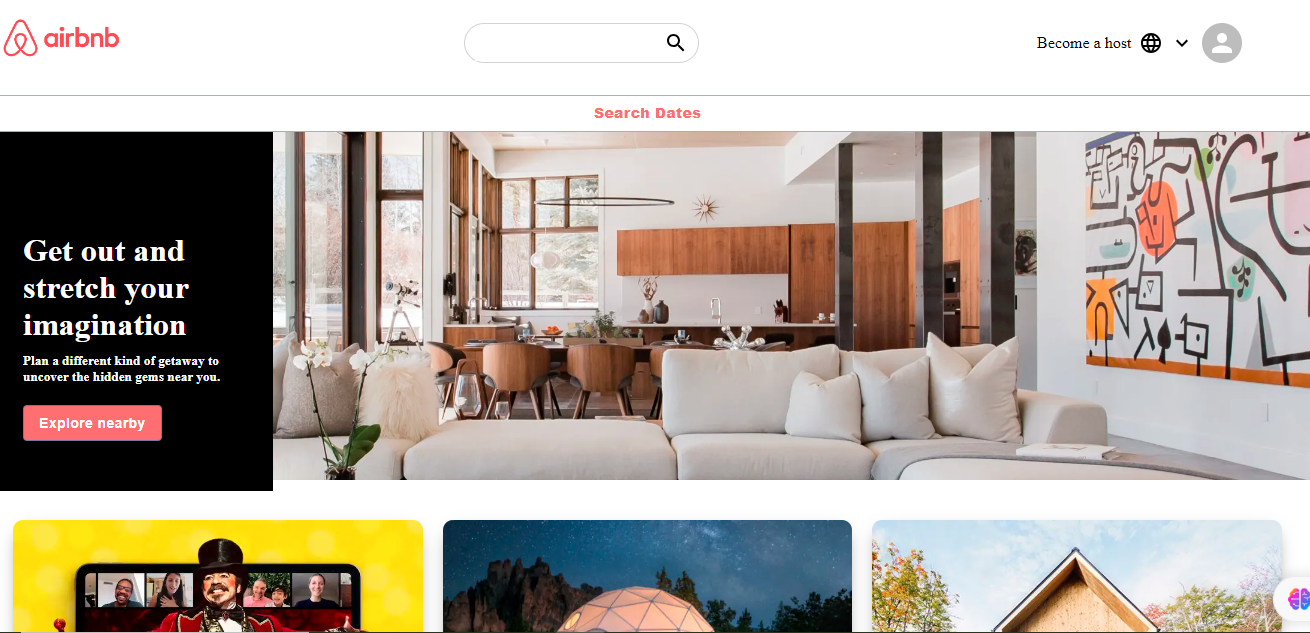 airbnb
Become a host
Search Dates
Get out and
stretch your
imagination
Plan a different kind of getaway to
uncover the hidden gems near you.
Explore nearby